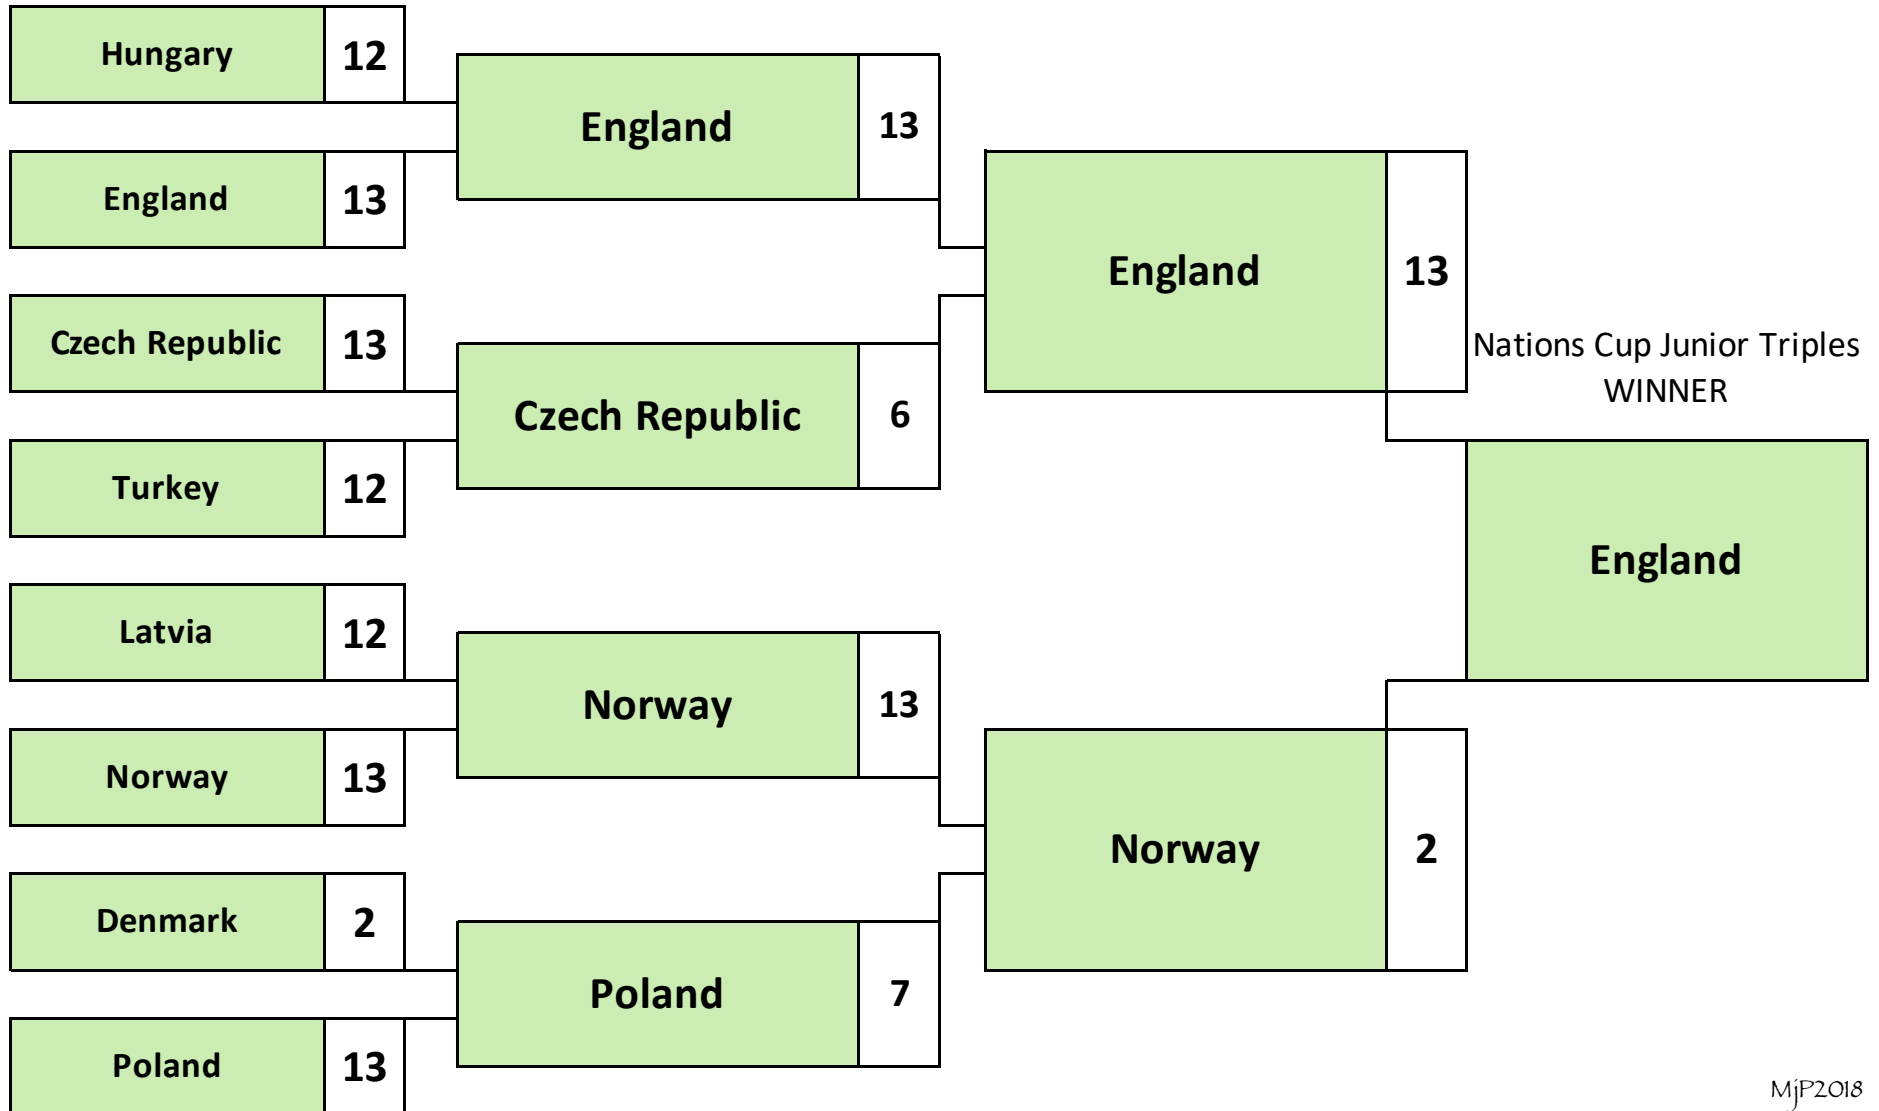 Hungary 12
England 13
England 13
England 13
Czech Republic 13
Nations Cup Junior Triples
WINNER
Czech Republic 6
Turkey 12
England
Latvia 12
Norway 13
Norway 13
Norway 2
Denmark 2
Poland 7
Poland 13
MjP2018